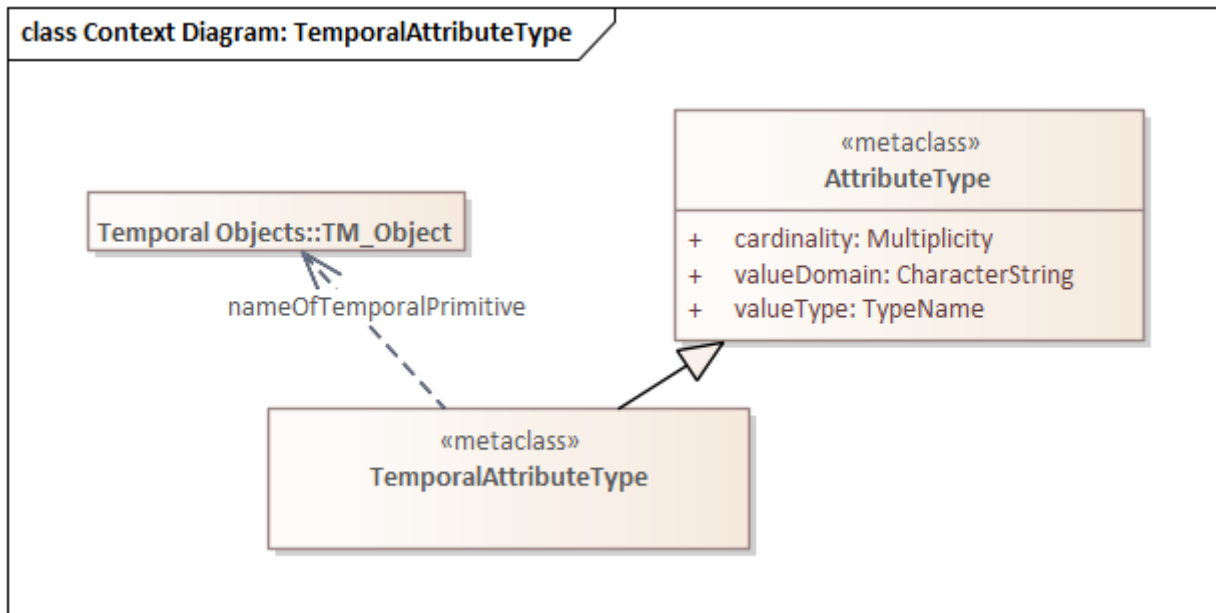 class Context Diagram: TemporalAttributeType
«metaclass»
AttributeType
+ cardinality: Multiplicity
+ valueDomain: CharacterString
+ valueType: TypeName
Temporal Objects::TM_Object
nameOfTemporalPrimitive
«metaclass»
TemporalAttributeType